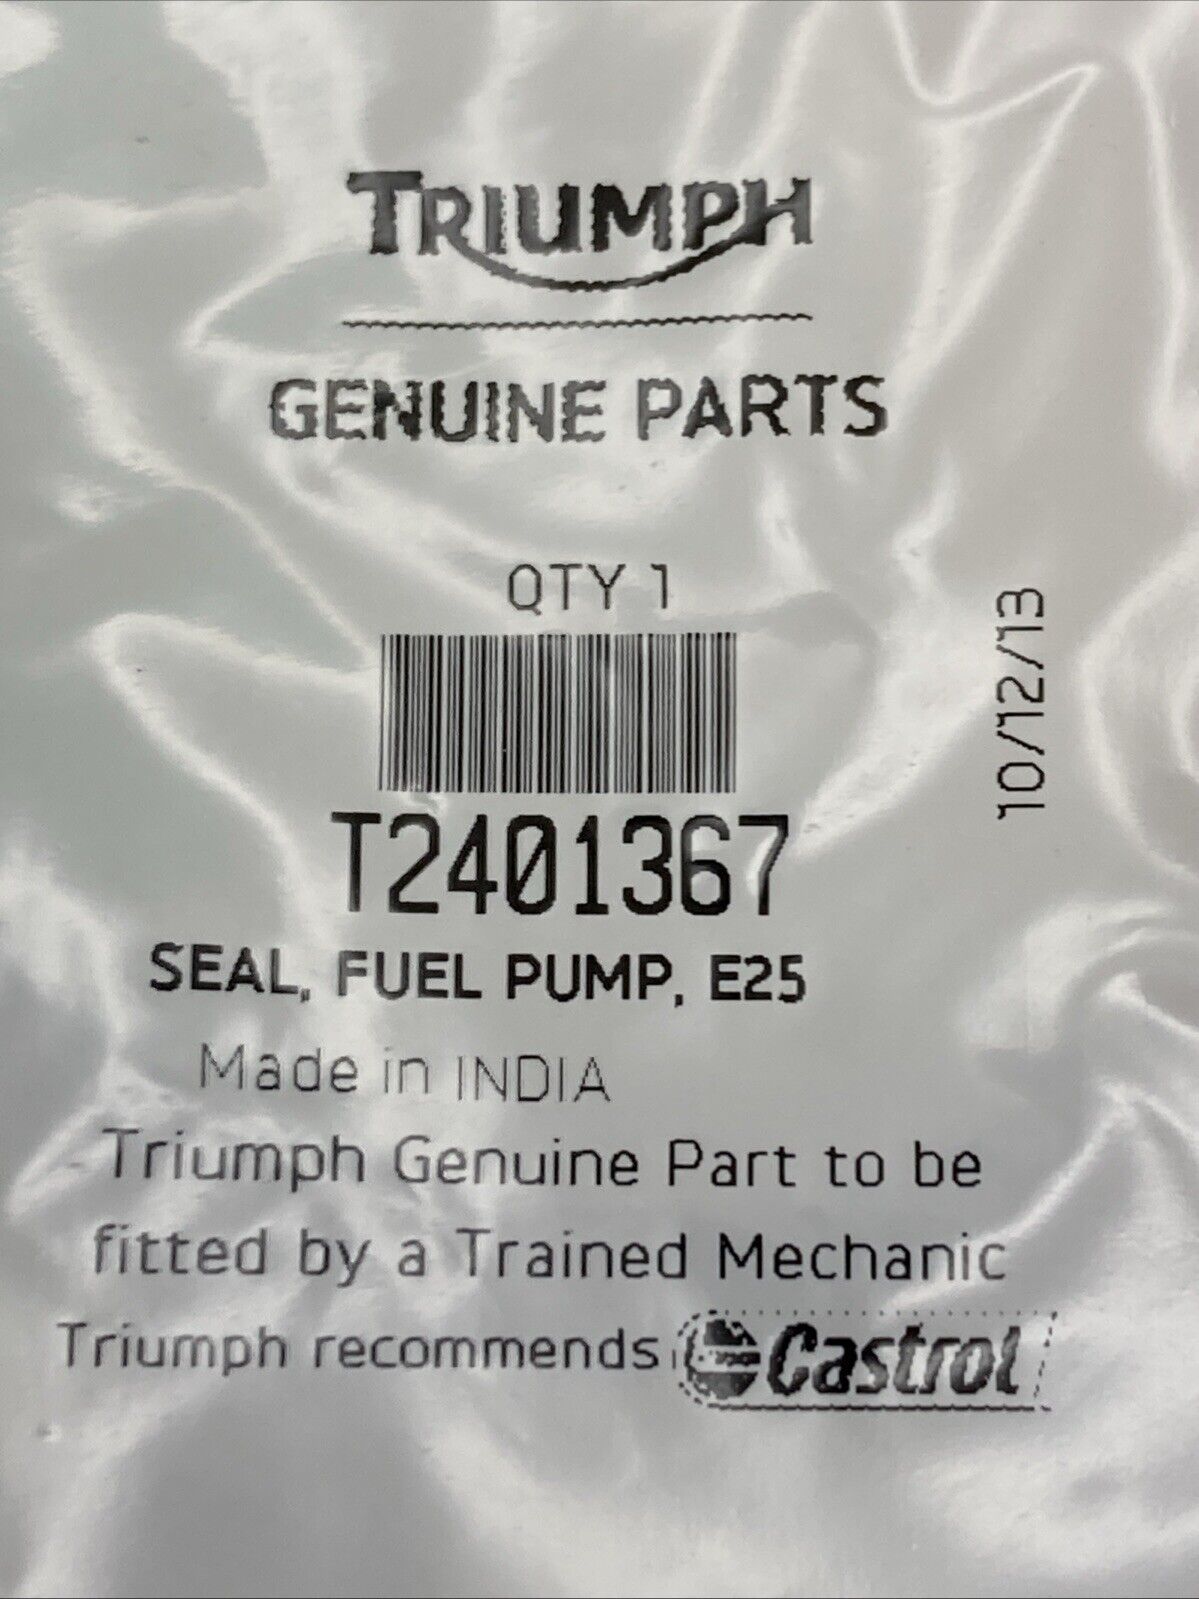 TRIUMPH
GENUINE PARTS
QTY 1
10/12/13
T2401367
SEAL, FUEL PUMP, E25
Made in INDIA
Triumph Genuine Part to be
fitted by a Trained Mechanic
Triumph recommends Castrol